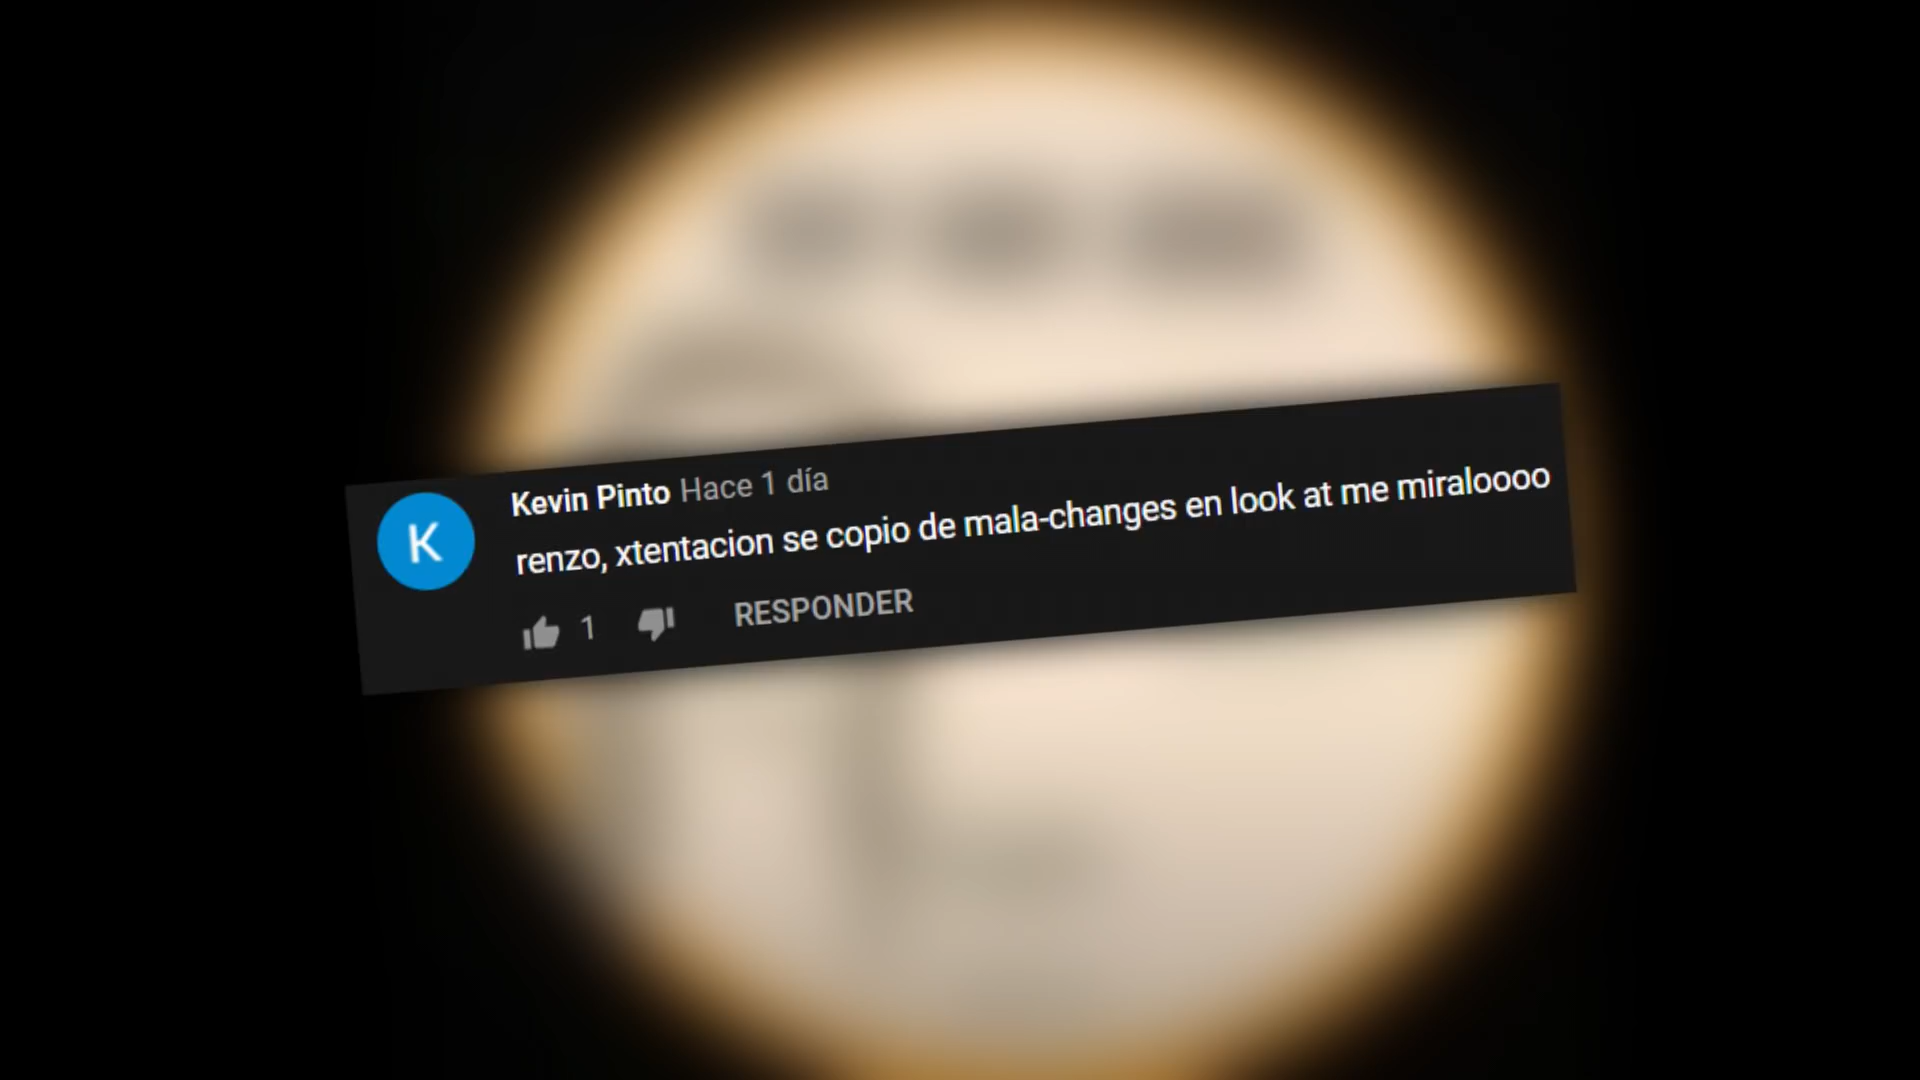 K
Kevin Pinto Hace 1 día
renzo, xtentacion se copio de mala-changes en look at me miraloooo
1 RESPONDER